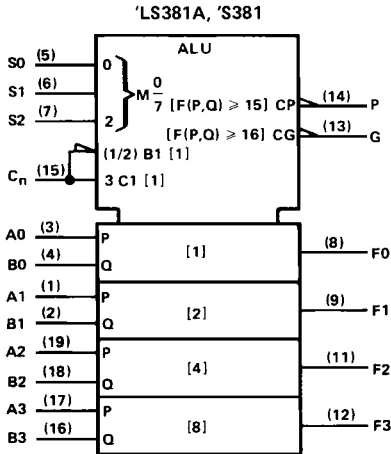 'LS381A, 'S381
ALU
S0 (5) 0
S1 (6) M 0/7 [F(P,Q) ⩾ 15] CP (14) P
S2 (7) 2 [F(P,Q) ⩾ 16] CG (13) G
(1/2) B1 [1]
Cn (15) 3 C1 [1]
A0 (3) P
B0 (4) Q [1] (8) F0
A1 (1) P
B1 (2) Q [2] (9) F1
A2 (19) P
B2 (18) Q [4] (11) F2
A3 (17) P
B3 (16) Q [8] (12) F3